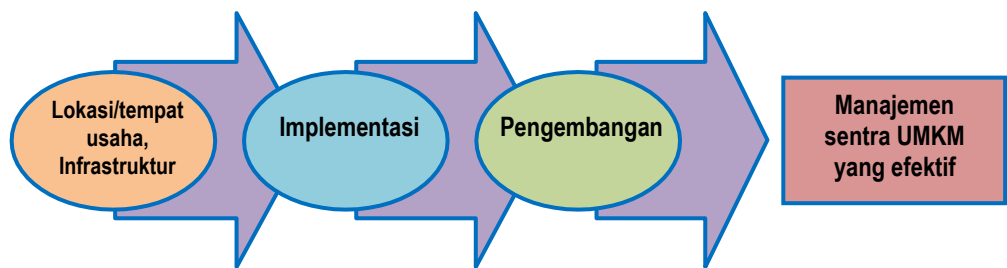 Lokasi/tempat
usaha,
Infrastruktur
Implementasi
Pengembangan
Manajemen
sentra UMKM
yang efektif